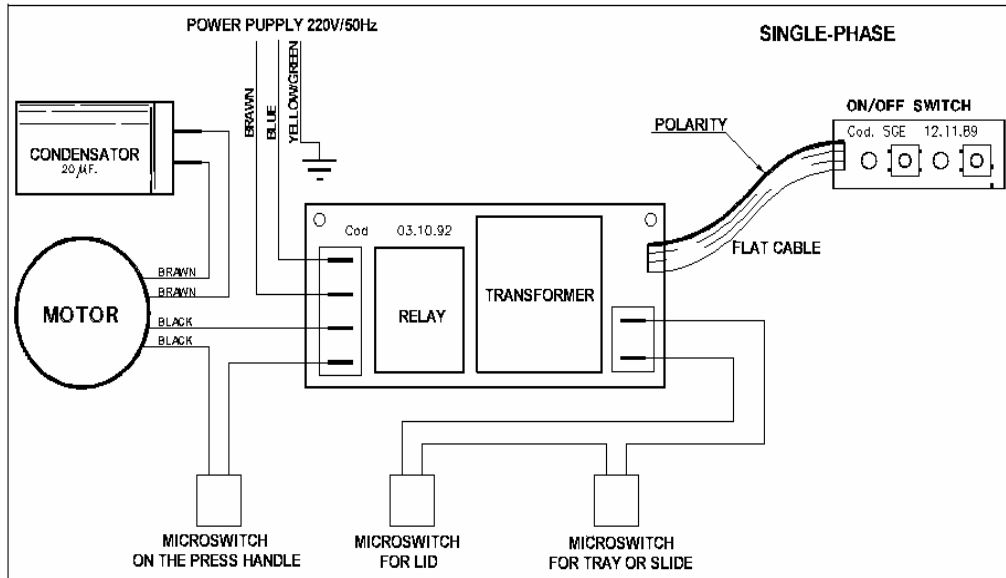 POWER PUPPLY 220V/50Hz
SINGLE-PHASE
BRAWN
BLUE
YELLOW/GREEN
ON/OFF SWITCH
Cod. SGE 12.11.89
POLARITY
CONDENSATOR
20µF.
FLAT CABLE
Cod 03.10.92
BRAWN
BRAWN
BLACK
BLACK
MOTOR
RELAY
TRANSFORMER
MICROSWITCH
ON THE PRESS HANDLE
MICROSWITCH
FOR LID
MICROSWITCH
FOR TRAY OR SLIDE